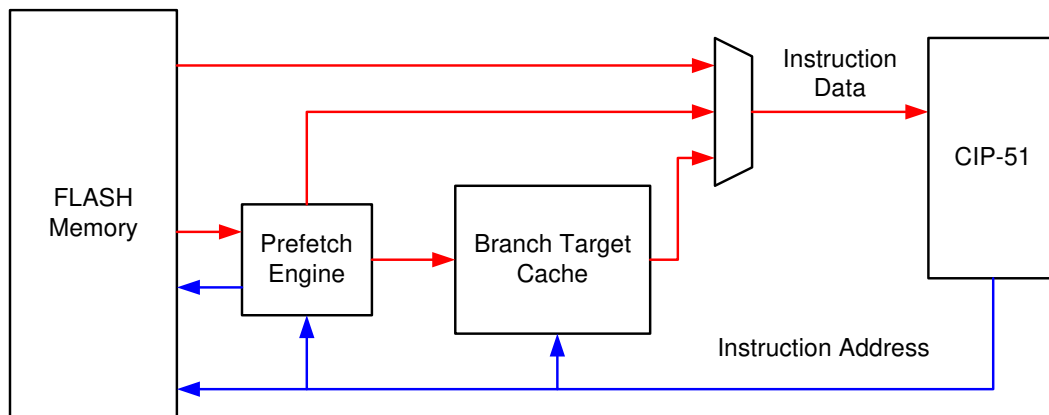 Instruction
Data
CIP-51
FLASH
Memory
Prefetch
Engine
Branch Target
Cache
Instruction Address